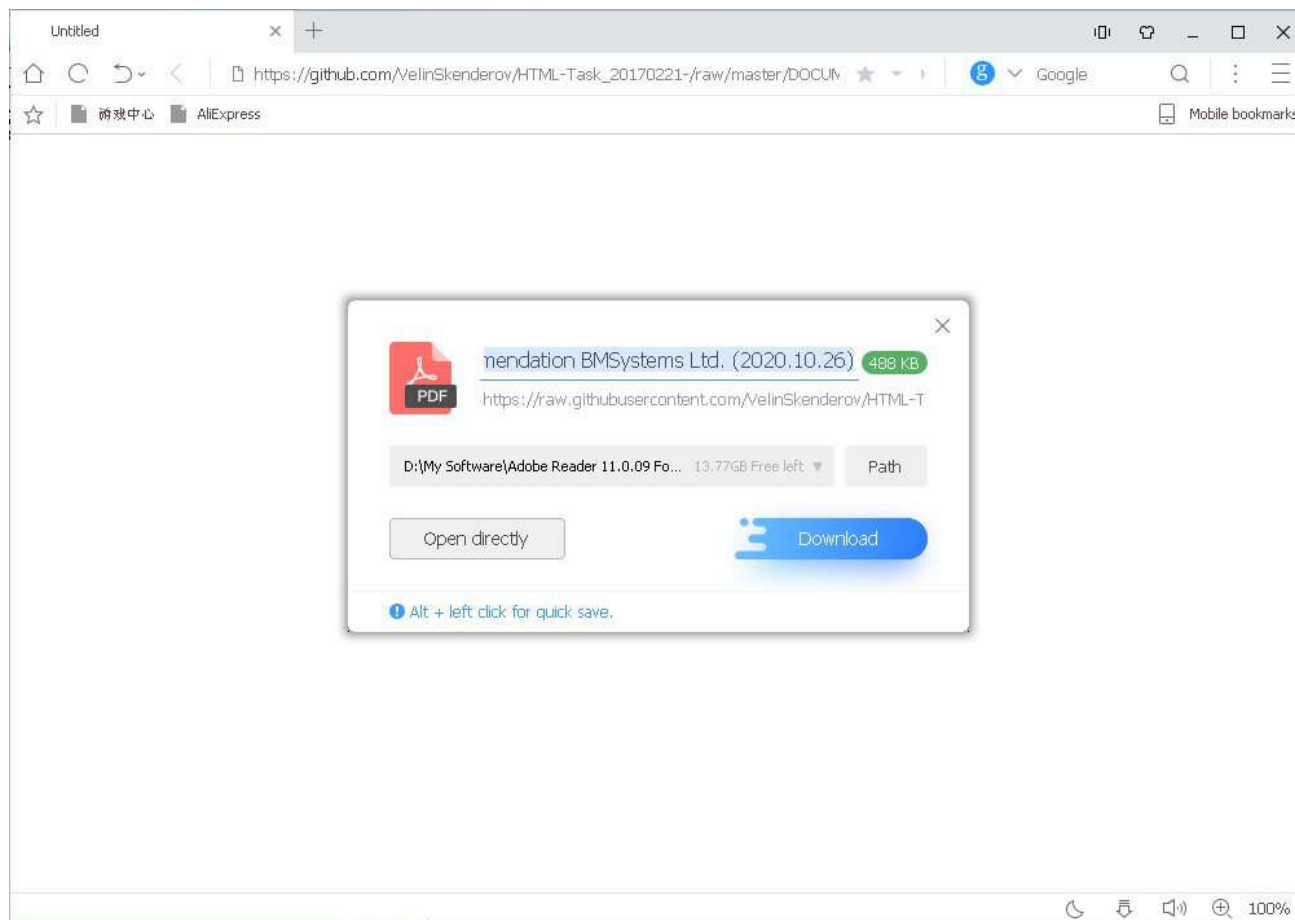 Untitled
https://github.com/VelinSkenderov/HTML-Task_20170221-/raw/master/DOCUM
g Google
游戏中心 AliExpress Mobile bookmarks
mendation BMSystems Ltd. (2020.10.26) 488 KB
PDF
https://raw.githubusercontent.com/VelinSkenderov/HTML-T
D:\My Software\Adobe Reader 11.0.09 Fo... 13.77GB Free left Path
Open directly Download
Alt + left click for quick save.
100%